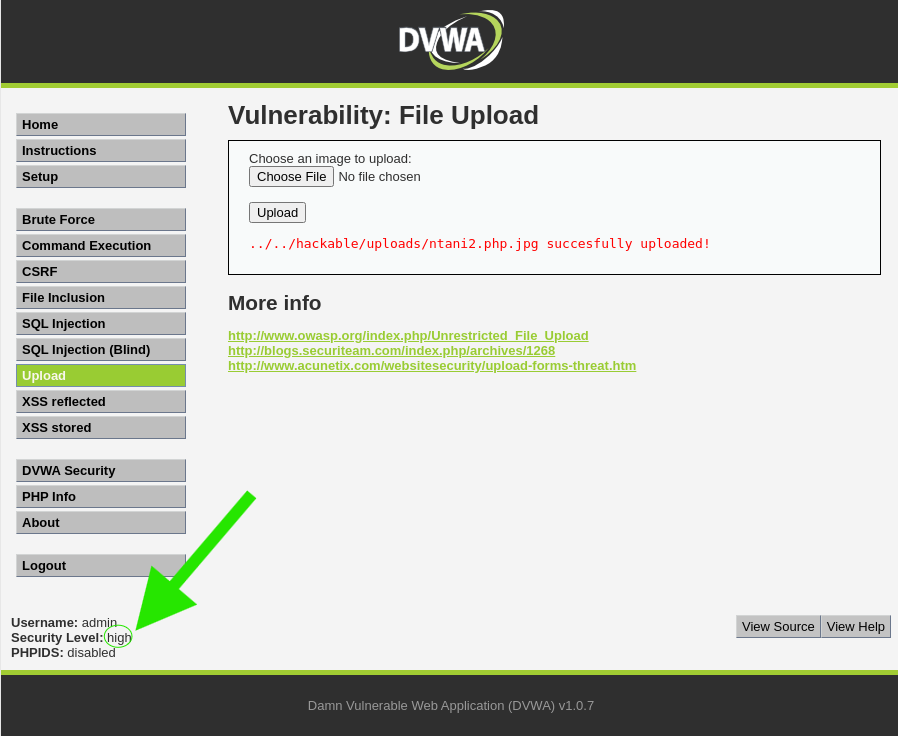 DVWA
Vulnerability: File Upload
Home
Instructions
Setup
Brute Force
Command Execution
CSRF
File Inclusion
SQL Injection
SQL Injection (Blind)
Upload
XSS reflected
XSS stored
DVWA Security
PHP Info
About
Logout
Choose an image to upload:
Choose File No file chosen
Upload
../../hackable/uploads/ntani2.php.jpg succesfully uploaded!
More info
http://www.owasp.org/index.php/Unrestricted_File_Upload
http://blogs.securiteam.com/index.php/archives/1268
http://www.acunetix.com/websitesecurity/upload-forms-threat.htm
Username: admin
Security Level: high
PHPIDS: disabled
View Source View Help
Damn Vulnerable Web Application (DVWA) v1.0.7